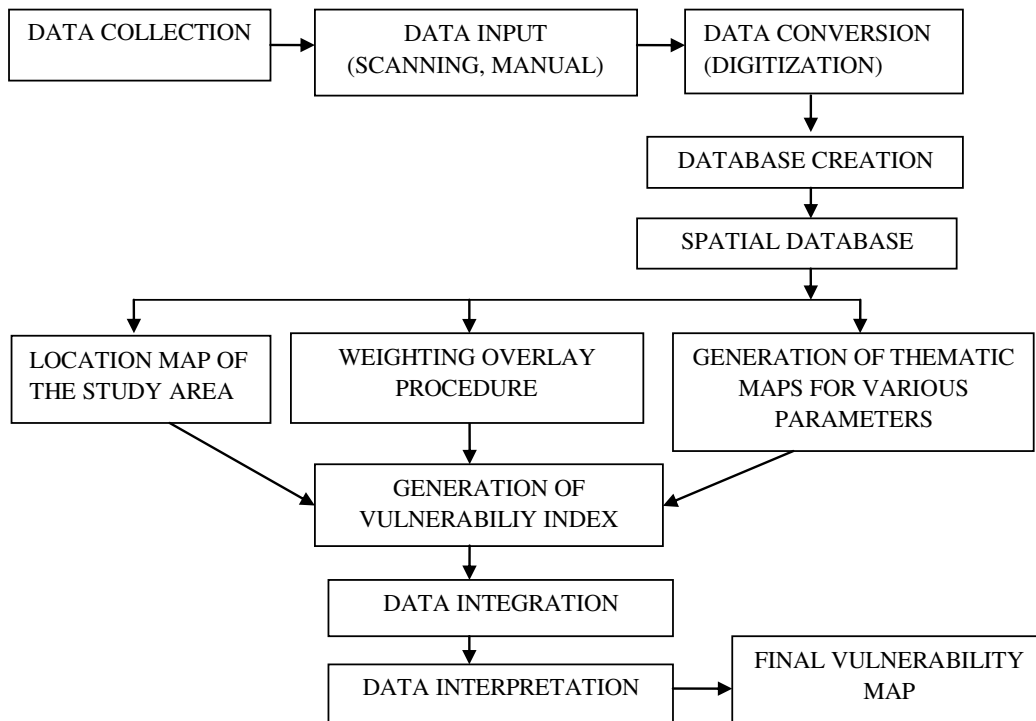 DATA COLLECTION
DATA INPUT
(SCANNING, MANUAL)
DATA CONVERSION
(DIGITIZATION)
DATABASE CREATION
SPATIAL DATABASE
LOCATION MAP OF
THE STUDY AREA
WEIGHTING OVERLAY
PROCEDURE
GENERATION OF THEMATIC
MAPS FOR VARIOUS
PARAMETERS
GENERATION OF
VULNERABILIY INDEX
DATA INTEGRATION
DATA INTERPRETATION
FINAL VULNERABILITY
MAP